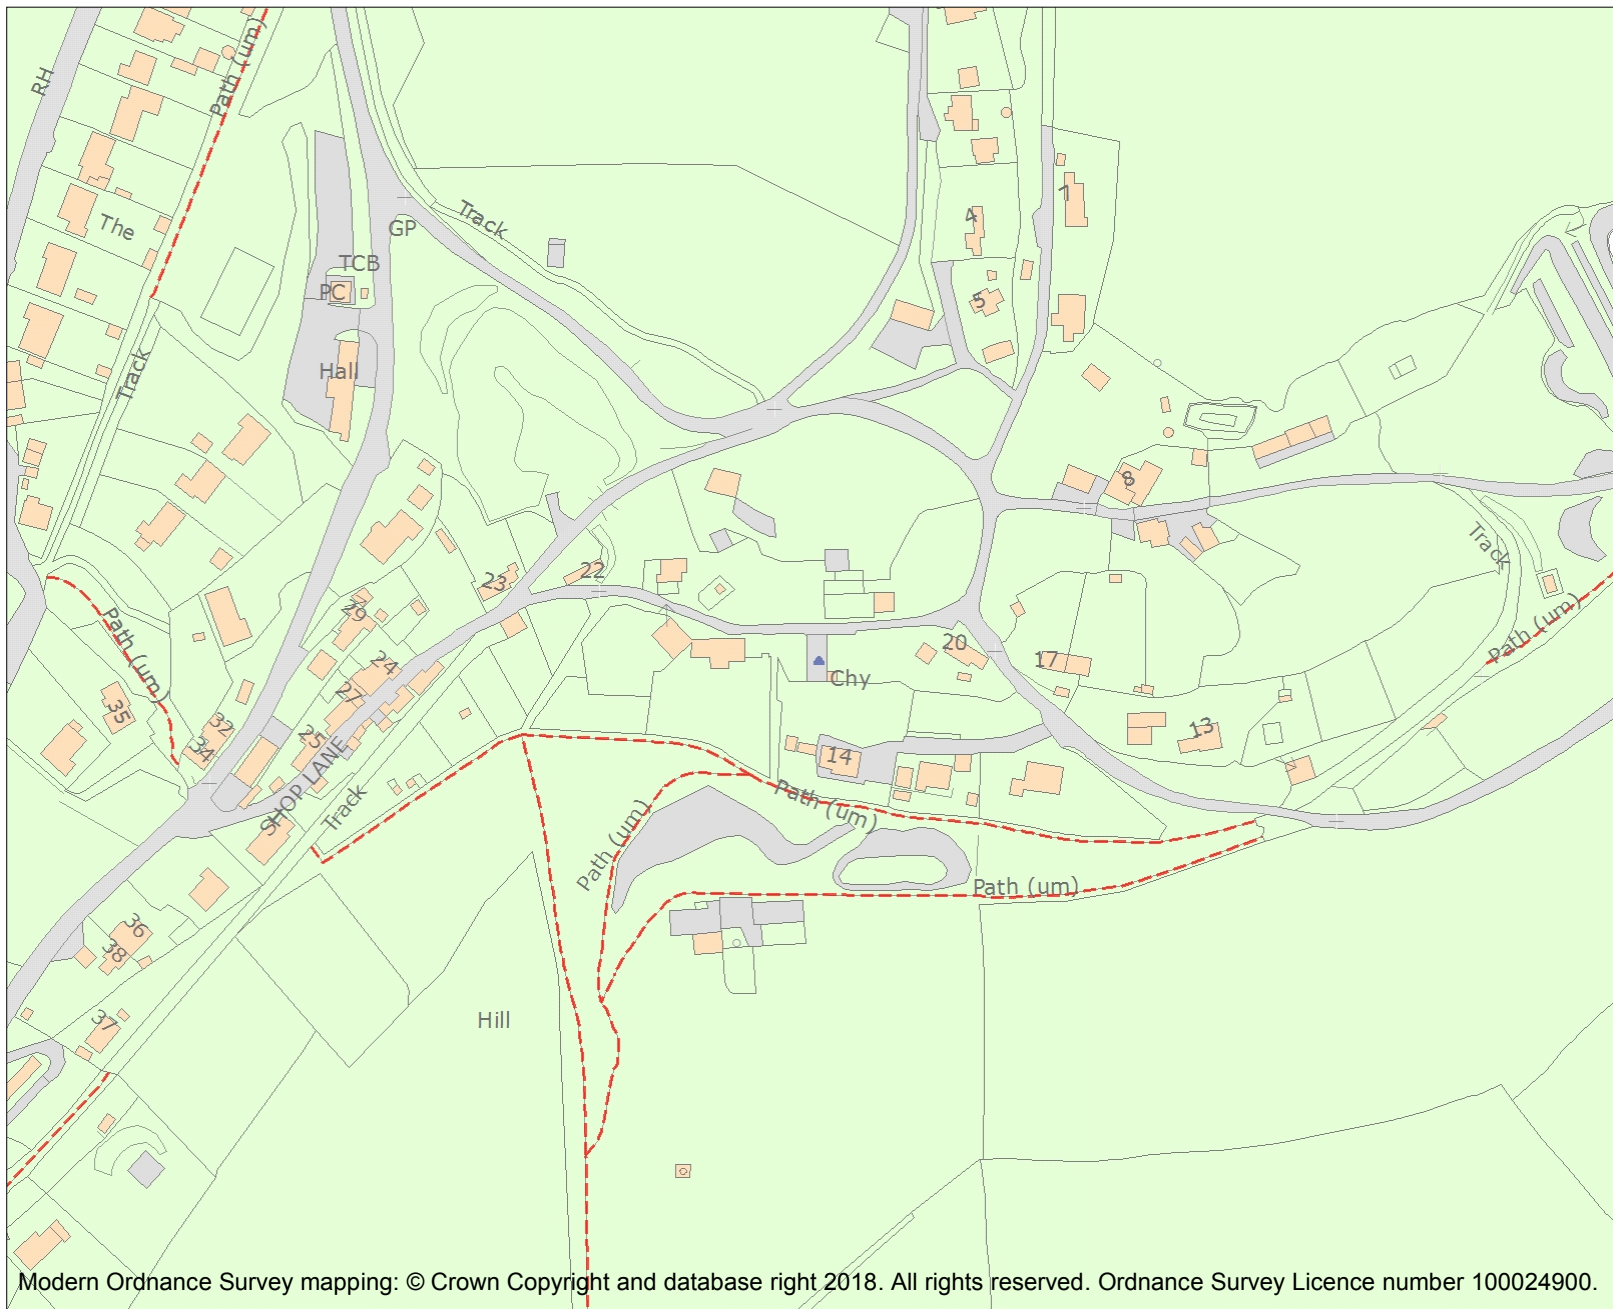 RH
Path (um)
The
Track
GP
TCB
PC
Hall
Track
4
7
5
8
Track
22
23
29
24
27
25
SHOP LANE
Track
Path (um)
35
32
34
20
17
Chy
13
14
Path (um)
Path (um)
Path (um)
Path (um)
36
38
37
Hill
Modern Ordnance Survey mapping: © Crown Copyright and database right 2018. All rights reserved. Ordnance Survey Licence number 100024900.